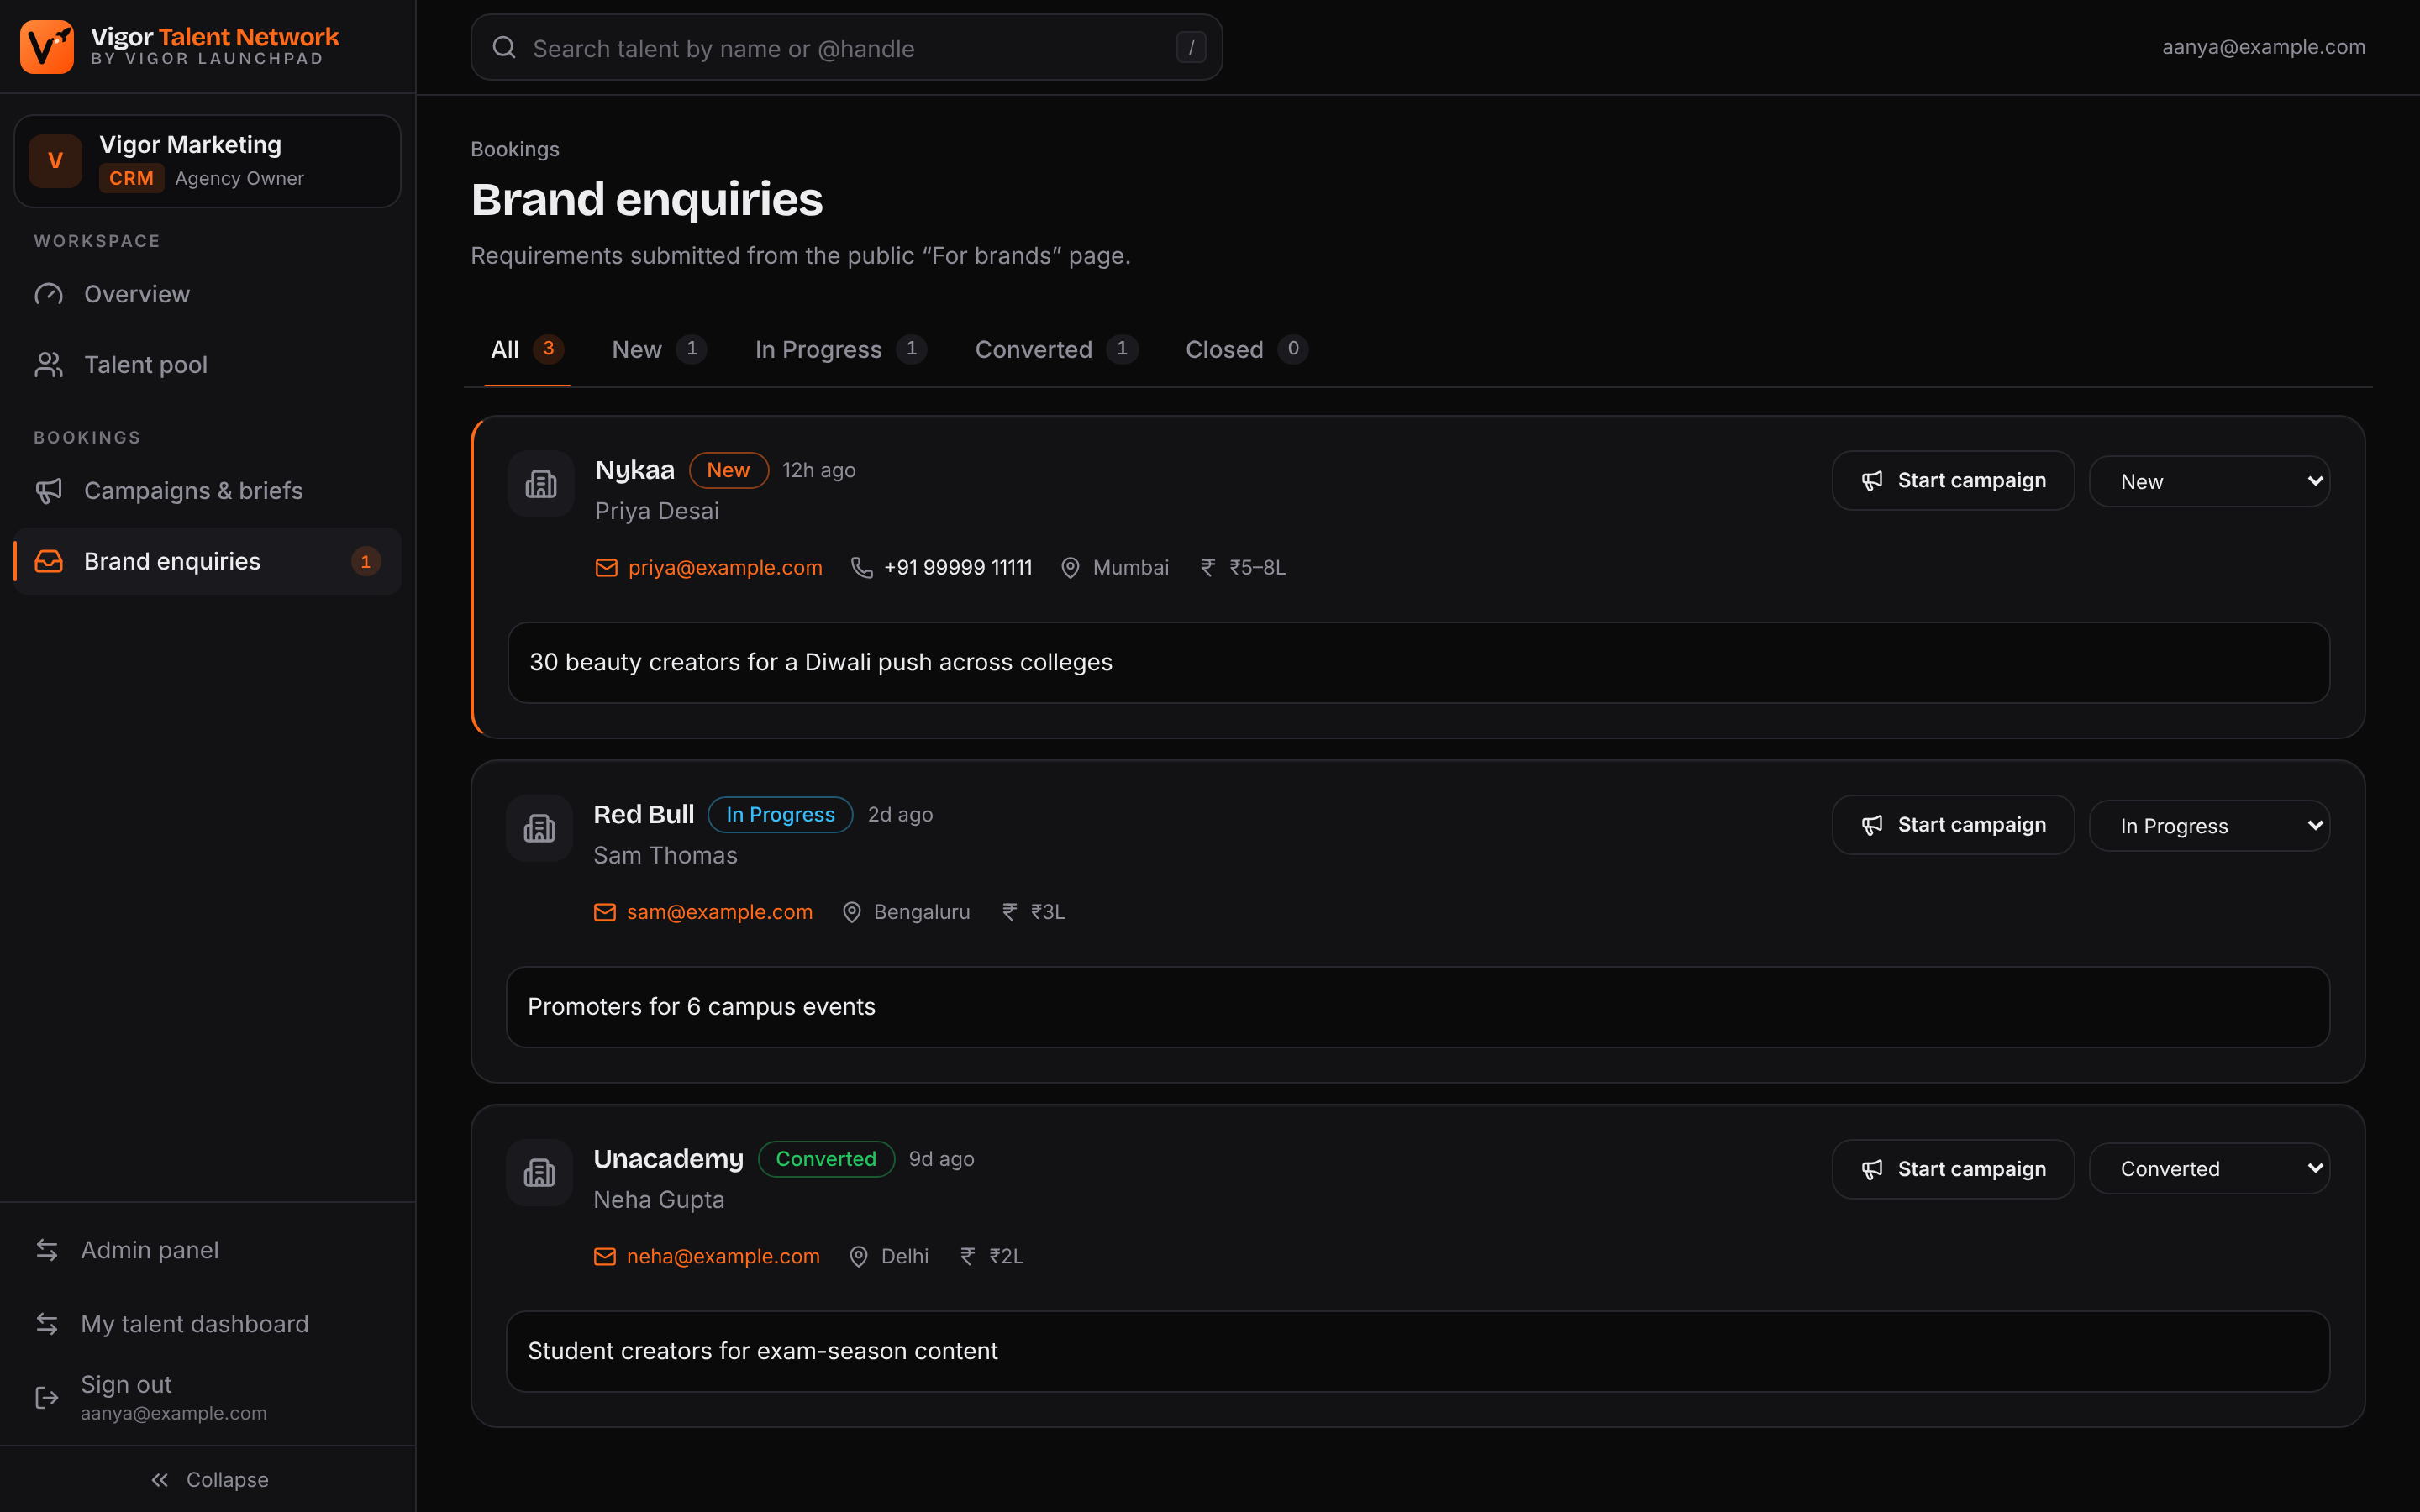 Vigor Talent Network
BY VIGOR LAUNCHPAD
Search talent by name or @handle
/
aanya@example.com
V
Vigor Marketing
CRM Agency Owner
WORKSPACE
Overview
Talent pool
BOOKINGS
Campaigns & briefs
Brand enquiries 1
Admin panel
My talent dashboard
Sign out
aanya@example.com
Collapse
Bookings
Brand enquiries
Requirements submitted from the public “For brands” page.
All 3 New 1 In Progress 1 Converted 1 Closed 0
Nykaa New 12h ago
Priya Desai
Start campaign New
priya@example.com +91 99999 11111 Mumbai ₹5–8L
30 beauty creators for a Diwali push across colleges
Red Bull In Progress 2d ago
Sam Thomas
Start campaign In Progress
sam@example.com Bengaluru ₹3L
Promoters for 6 campus events
Unacademy Converted 9d ago
Neha Gupta
Start campaign Converted
neha@example.com Delhi ₹2L
Student creators for exam-season content